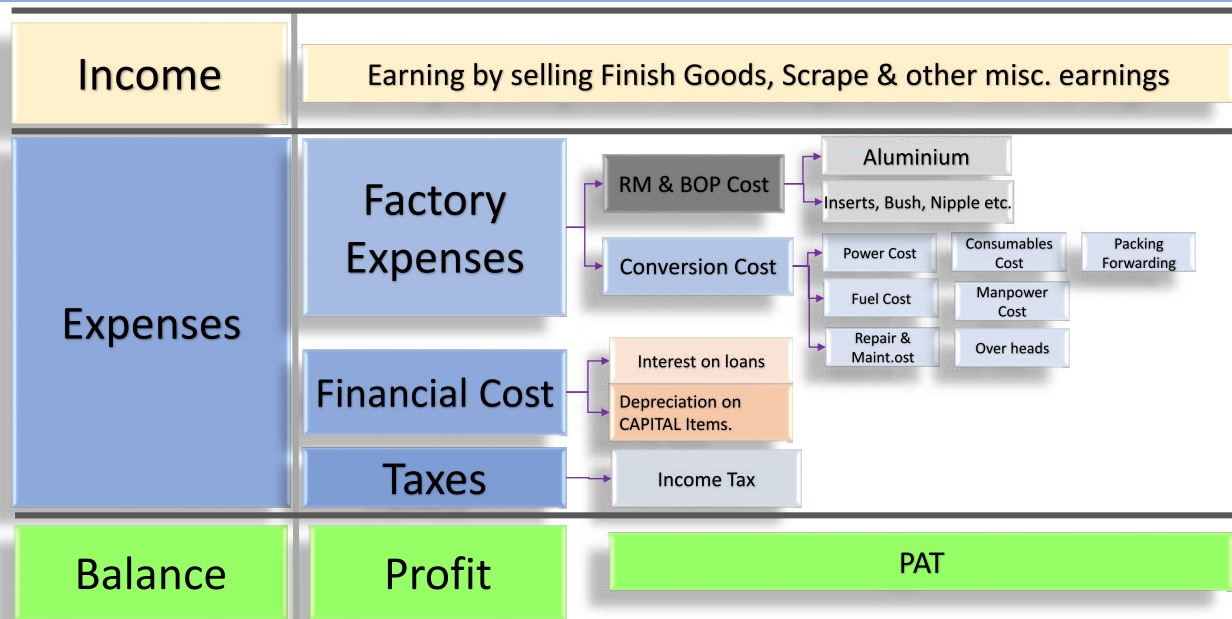 Income
Earning by selling Finish Goods, Scrape & other misc. earnings
Expenses
Factory
Expenses
RM & BOP Cost
Aluminium
Inserts, Bush, Nipple etc.
Conversion Cost
Power Cost
Consumables
Cost
Packing
Forwarding
Fuel Cost
Manpower
Cost
Repair &
Maint.ost
Over heads
Financial Cost
Interest on loans
Depreciation on
CAPITAL Items.
Taxes
Income Tax
Balance
Profit
PAT